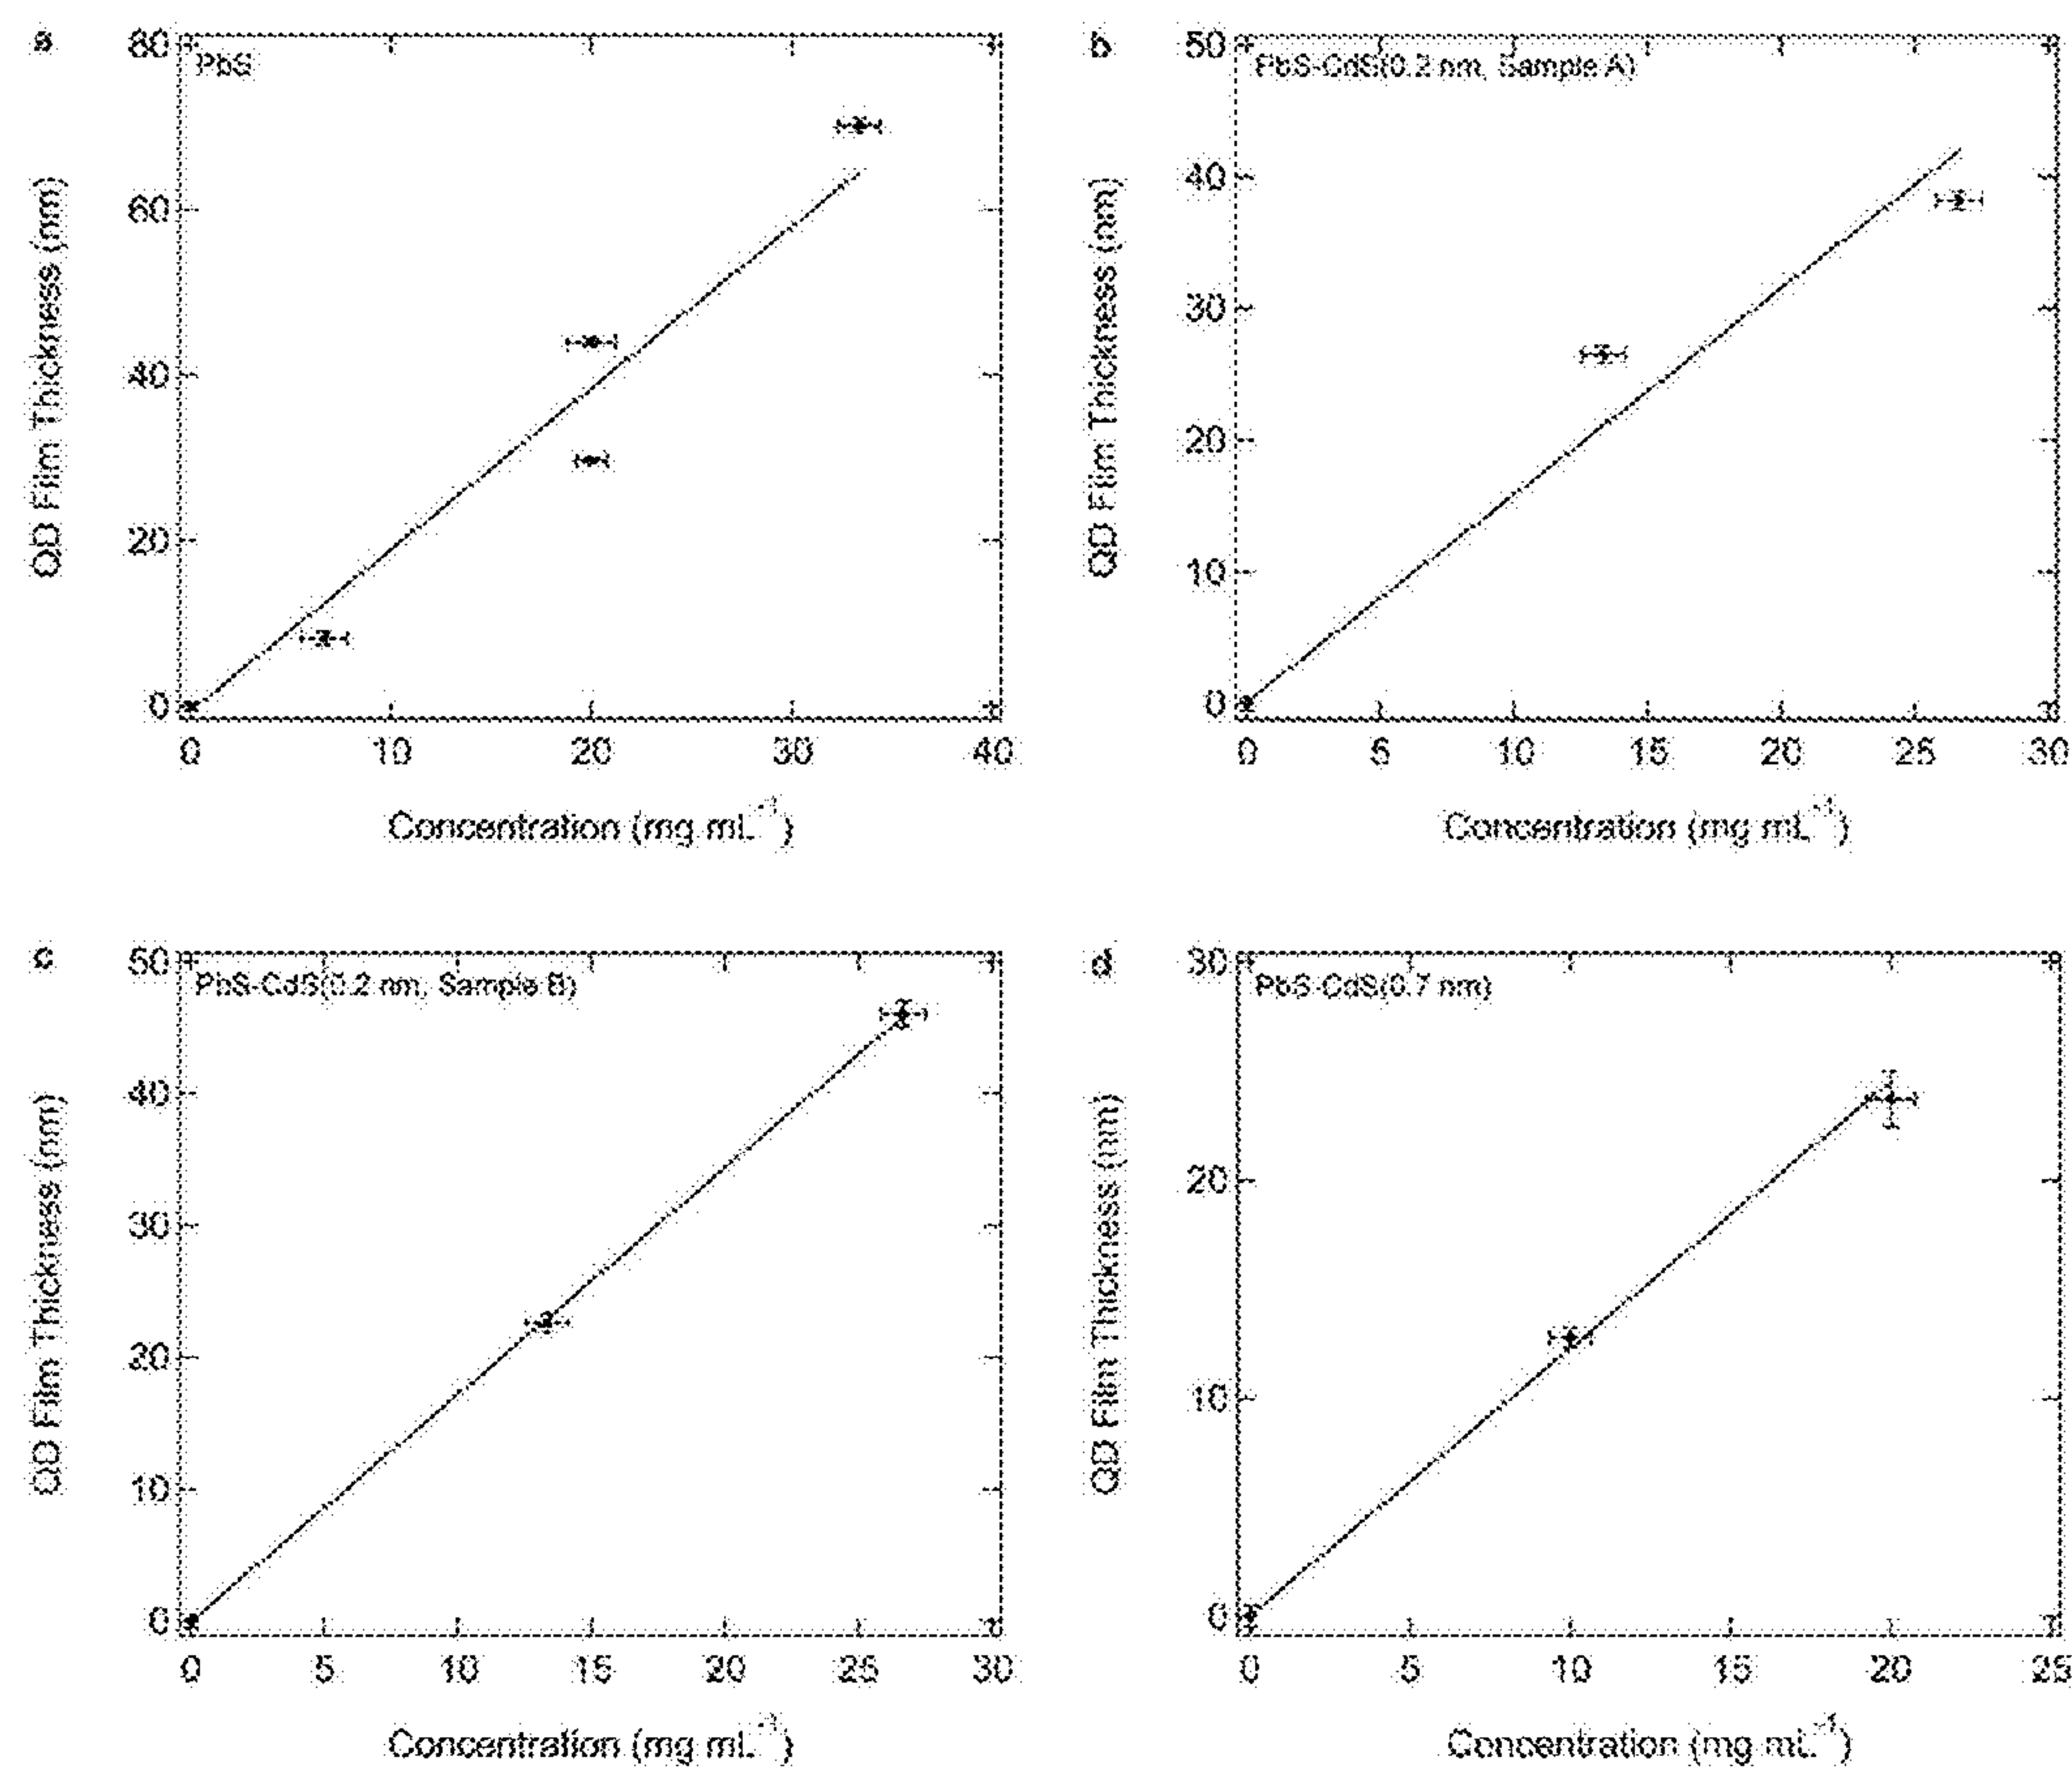 a
PbS
80
60
40
20
0
0 10 20 30 40
QD Film Thickness (nm)
Concentration (mg mL⁻¹)
b
PbS-CdS(0.2 nm, Sample A)
50
40
30
20
10
0
0 5 10 15 20 25 30
QD Film Thickness (nm)
Concentration (mg mL⁻¹)
c
PbS-CdS(0.2 nm, Sample B)
50
40
30
20
10
0
0 5 10 15 20 25 30
QD Film Thickness (nm)
Concentration (mg mL⁻¹)
d
PbS-CdS(0.7 nm)
30
20
10
0
0 5 10 15 20 25
QD Film Thickness (nm)
Concentration (mg mL⁻¹)